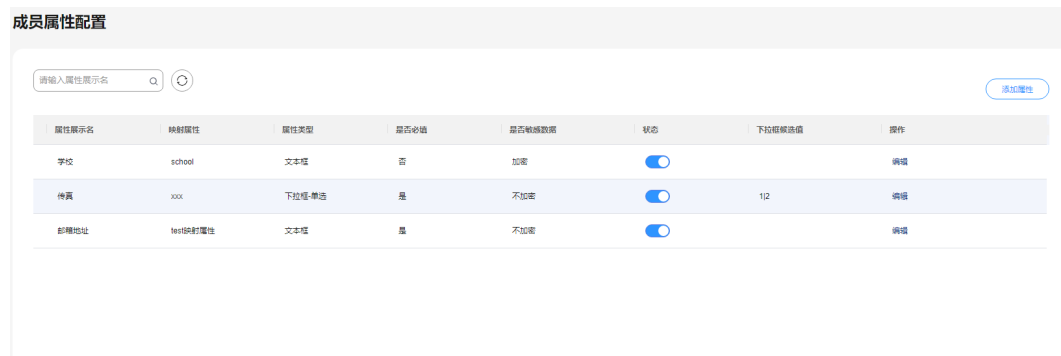 成员属性配置
请输入属性展示名
添加属性
属性展示名 映射属性 属性类型 是否必填 是否敏感数据 状态 下拉框候选值 操作
学校 school 文本框 否 加密 编辑
传真 xxx 下拉框-单选 是 不加密 1|2 编辑
邮箱地址 test映射属性 文本框 是 不加密 编辑